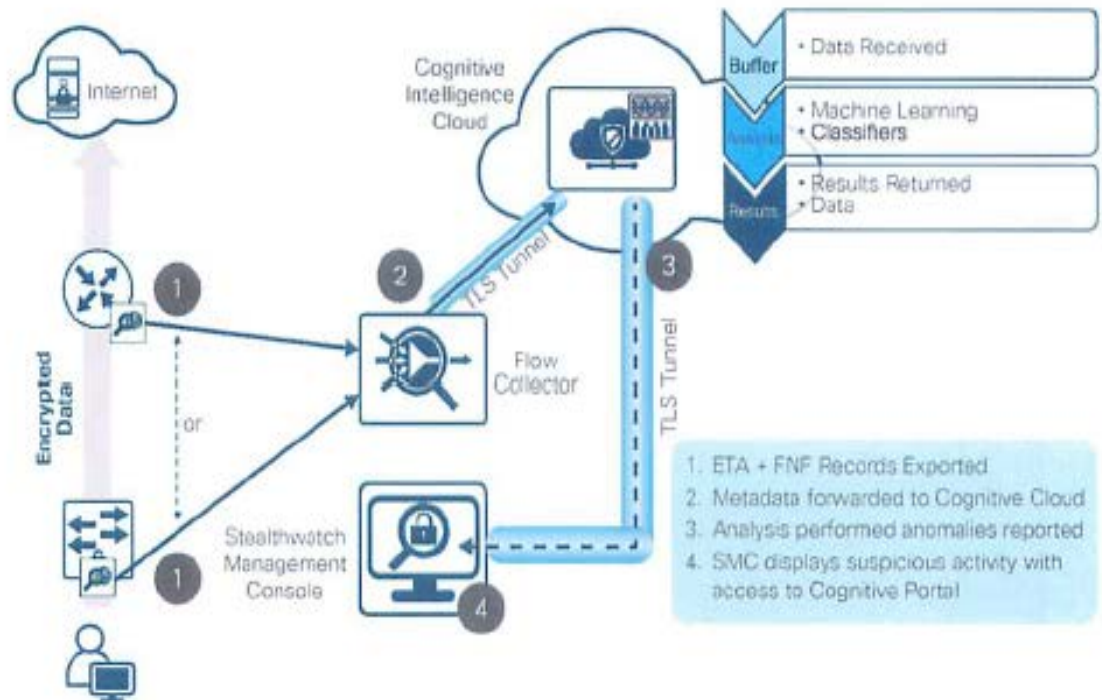 Internet
Cognitive
Intelligence
Cloud
Buffer
• Data Received
Analysis
• Machine Learning
• Classifiers
Results
• Results Returned
• Data
1
2
TLS Tunnel
3
Flow
Collector
TLS Tunnel
Encrypted
Data
or
1
Stealthwatch
Management
Console
4
1. ETA + FNF Records Exported
2. Metadata forwarded to Cognitive Cloud
3. Analysis performed anomalies reported
4. SMC displays suspicious activity with
access to Cognitive Portal